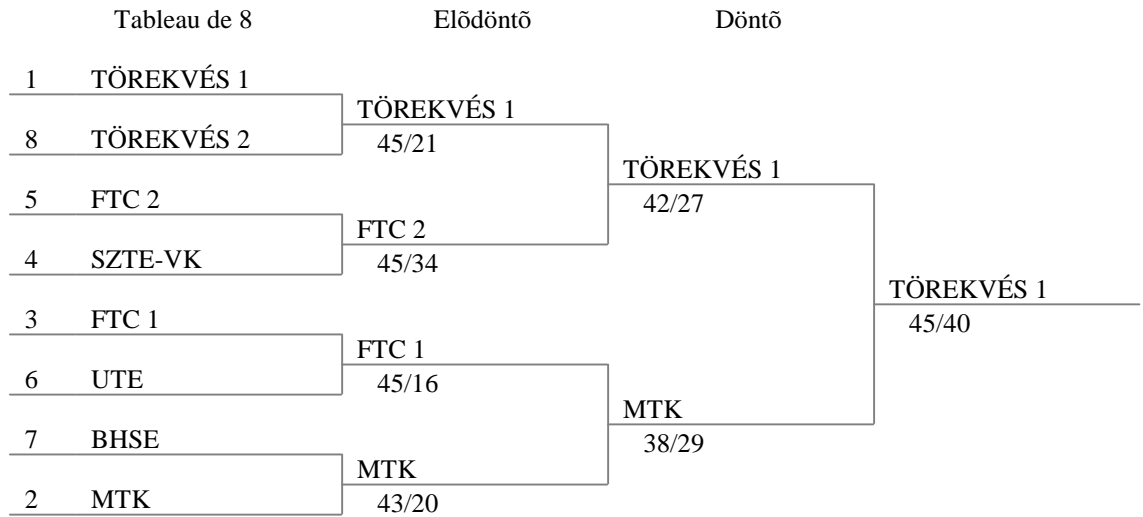 Tableau de 8 Elõdöntõ Döntõ
1 TÖREKVÉS 1
TÖREKVÉS 1
8 TÖREKVÉS 2
45/21
TÖREKVÉS 1
5 FTC 2
42/27
FTC 2
4 SZTE-VK
45/34
TÖREKVÉS 1
3 FTC 1
45/40
FTC 1
6 UTE
45/16
MTK
7 BHSE
38/29
MTK
2 MTK
43/20